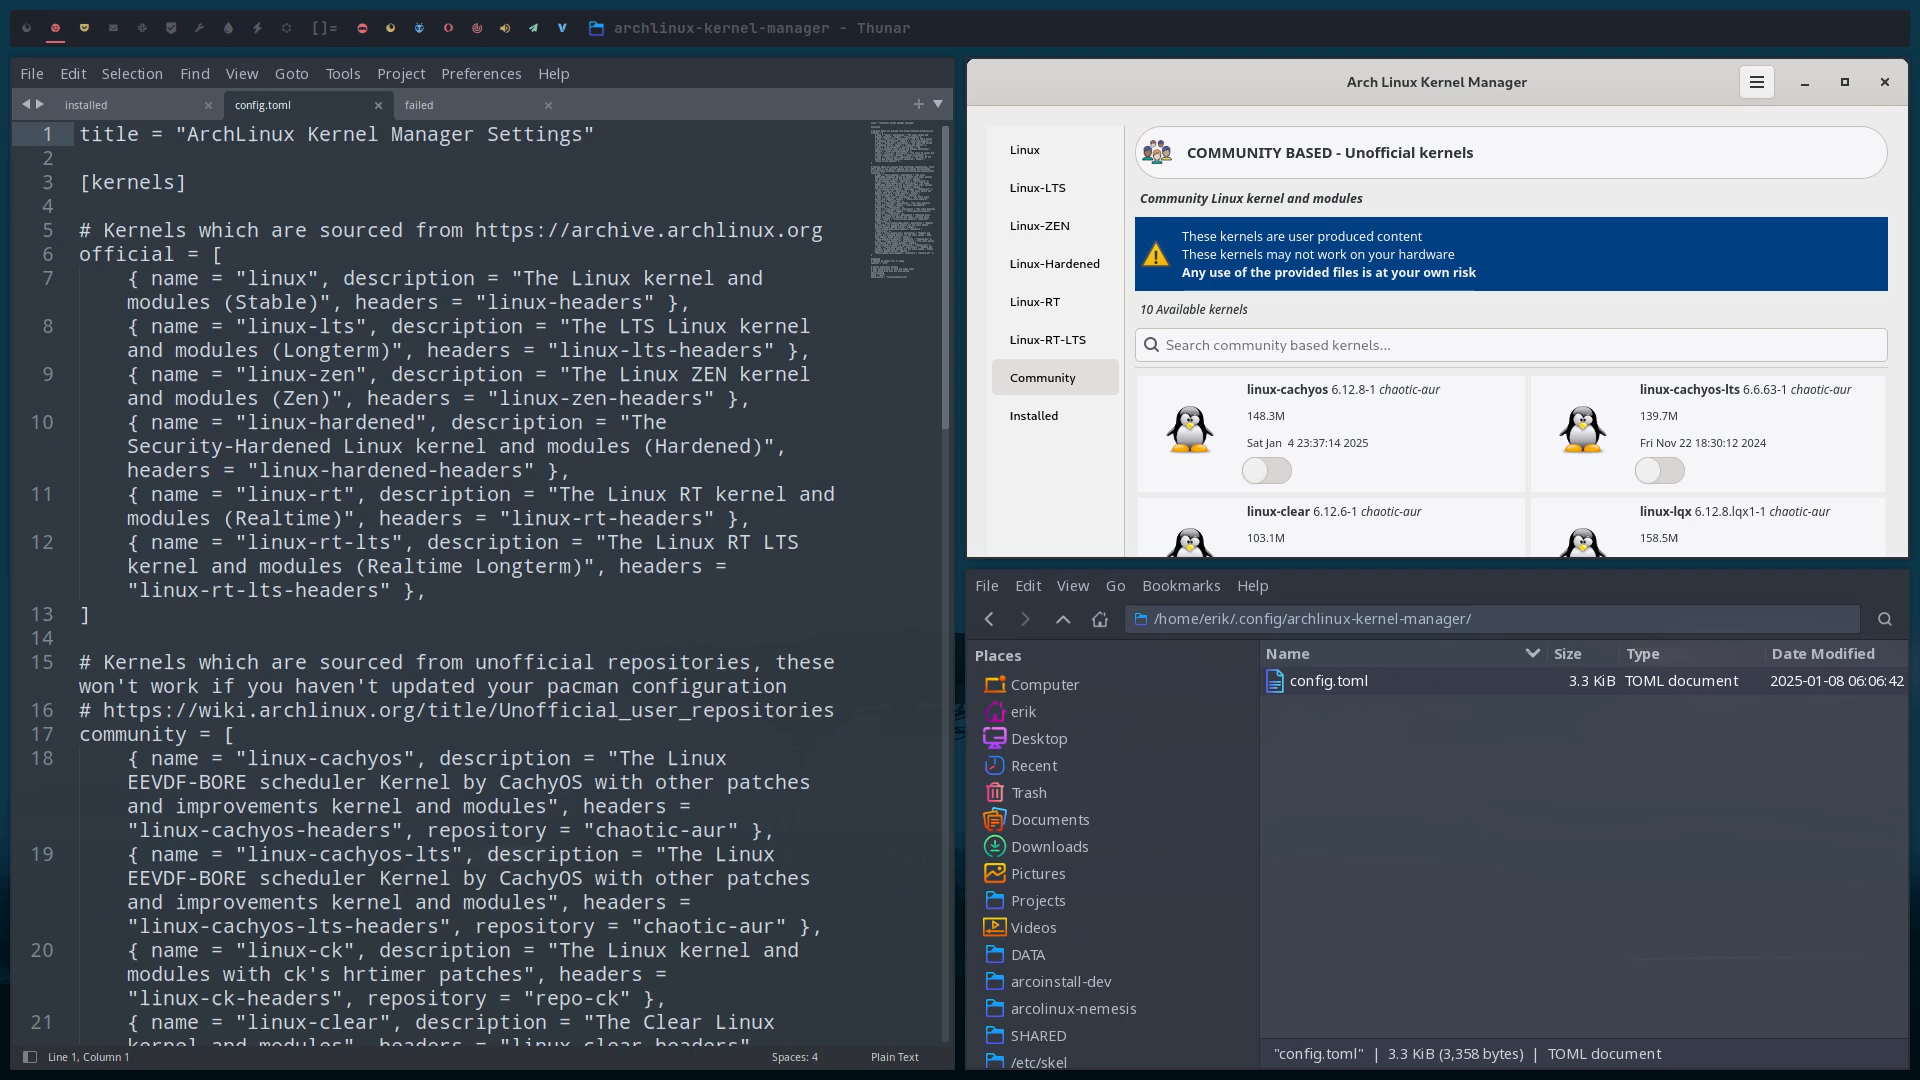 []=
V
archlinux-kernel-manager - Thunar
File Edit Selection Find View Goto Tools Project Preferences Help
installed
config.toml
failed
1 title = "ArchLinux Kernel Manager Settings"
2
3 [kernels]
4
5 # Kernels which are sourced from https://archive.archlinux.org
6 official = [
7 { name = "linux", description = "The Linux kernel and
modules (Stable)", headers = "linux-headers" },
8 { name = "linux-lts", description = "The LTS Linux kernel
and modules (Longterm)", headers = "linux-lts-headers" },
9 { name = "linux-zen", description = "The Linux ZEN kernel
and modules (Zen)", headers = "linux-zen-headers" },
10 { name = "linux-hardened", description = "The
Security-Hardened Linux kernel and modules (Hardened)",
headers = "linux-hardened-headers" },
11 { name = "linux-rt", description = "The Linux RT kernel and
modules (Realtime)", headers = "linux-rt-headers" },
12 { name = "linux-rt-lts", description = "The Linux RT LTS
kernel and modules (Realtime Longterm)", headers =
"linux-rt-lts-headers" },
13 ]
14
15 # Kernels which are sourced from unofficial repositories, these
won't work if you haven't updated your pacman configuration
16 # https://wiki.archlinux.org/title/Unofficial_user_repositories
17 community = [
18 { name = "linux-cachyos", description = "The Linux
EEVDF-BORE scheduler Kernel by CachyOS with other patches
and improvements kernel and modules", headers =
"linux-cachyos-headers", repository = "chaotic-aur" },
19 { name = "linux-cachyos-lts", description = "The Linux
EEVDF-BORE scheduler Kernel by CachyOS with other patches
and improvements kernel and modules", headers =
"linux-cachyos-lts-headers", repository = "chaotic-aur" },
20 { name = "linux-ck", description = "The Linux kernel and
modules with ck's hrtimer patches", headers =
"linux-ck-headers", repository = "repo-ck" },
21 { name = "linux-clear", description = "The Clear Linux
kernel and modules", headers = "linux-clear-headers",
Line 1, Column 1
Spaces: 4
Plain Text
Arch Linux Kernel Manager
Linux
Linux-LTS
Linux-ZEN
Linux-Hardened
Linux-RT
Linux-RT-LTS
Community
Installed
COMMUNITY BASED - Unofficial kernels
Community Linux kernel and modules
These kernels are user produced content
These kernels may not work on your hardware
Any use of the provided files is at your own risk
10 Available kernels
Search community based kernels...
linux-cachyos 6.12.8-1 chaotic-aur
148.3M
Sat Jan  4 23:37:14 2025
linux-cachyos-lts 6.6.63-1 chaotic-aur
139.7M
Fri Nov 22 18:30:12 2024
linux-clear 6.12.6-1 chaotic-aur
103.1M
linux-lqx 6.12.8.lqx1-1 chaotic-aur
158.5M
File Edit View Go Bookmarks Help
/home/erik/.config/archlinux-kernel-manager/
Places
Computer
erik
Desktop
Recent
Trash
Documents
Downloads
Pictures
Projects
Videos
DATA
arcoinstall-dev
arcolinux-nemesis
SHARED
/etc/skel
Name Size Type Date Modified
config.toml 3.3 KiB TOML document 2025-01-08 06:06:42
"config.toml" | 3.3 KiB (3,358 bytes) | TOML document